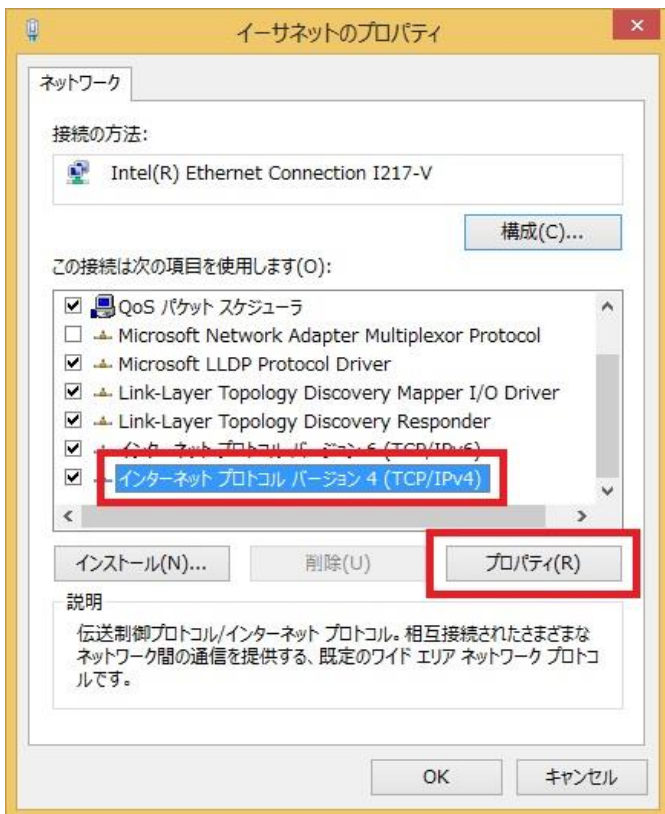 イーサネットのプロパティ
ネットワーク
接続の方法:
Intel(R) Ethernet Connection I217-V
構成(C)...
この接続は次の項目を使用します(O):
QoS パケット スケジューラ
Microsoft Network Adapter Multiplexor Protocol
Microsoft LLDP Protocol Driver
Link-Layer Topology Discovery Mapper I/O Driver
Link-Layer Topology Discovery Responder
インターネット プロトコル バージョン 6 (TCP/IPv6)
インターネット プロトコル バージョン 4 (TCP/IPv4)
インストール(N)...
削除(U)
プロパティ(R)
説明
伝送制御プロトコル/インターネット プロトコル。相互接続されたさまざまな
ネットワーク間の通信を提供する、既定のワイド エリア ネットワーク プロトコ
ルです。
OK
キャンセル